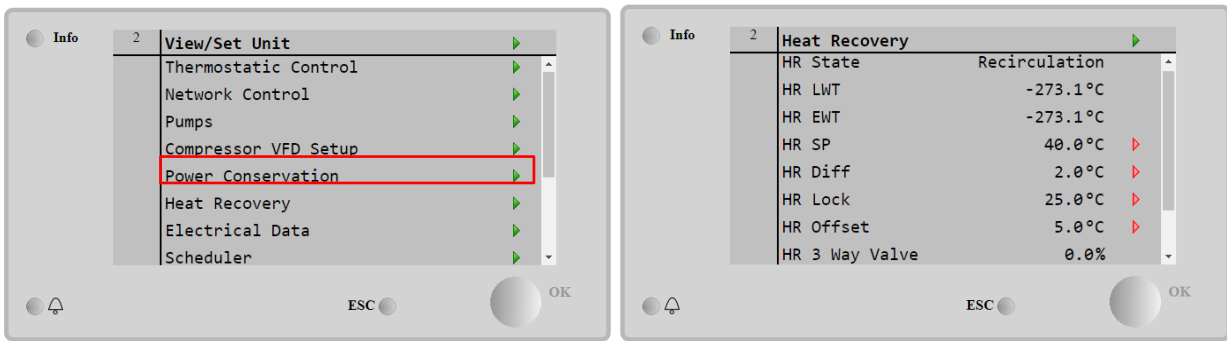 Info
2 View/Set Unit
Thermostatic Control
Network Control
Pumps
Compressor VFD Setup
Power Conservation
Heat Recovery
Electrical Data
Scheduler
ESC
OK
Info
2 Heat Recovery
HR State Recirculation
HR LWT -273.1°C
HR EWT -273.1°C
HR SP 40.0°C
HR Diff 2.0°C
HR Lock 25.0°C
HR Offset 5.0°C
HR 3 Way Valve 0.0%
ESC
OK